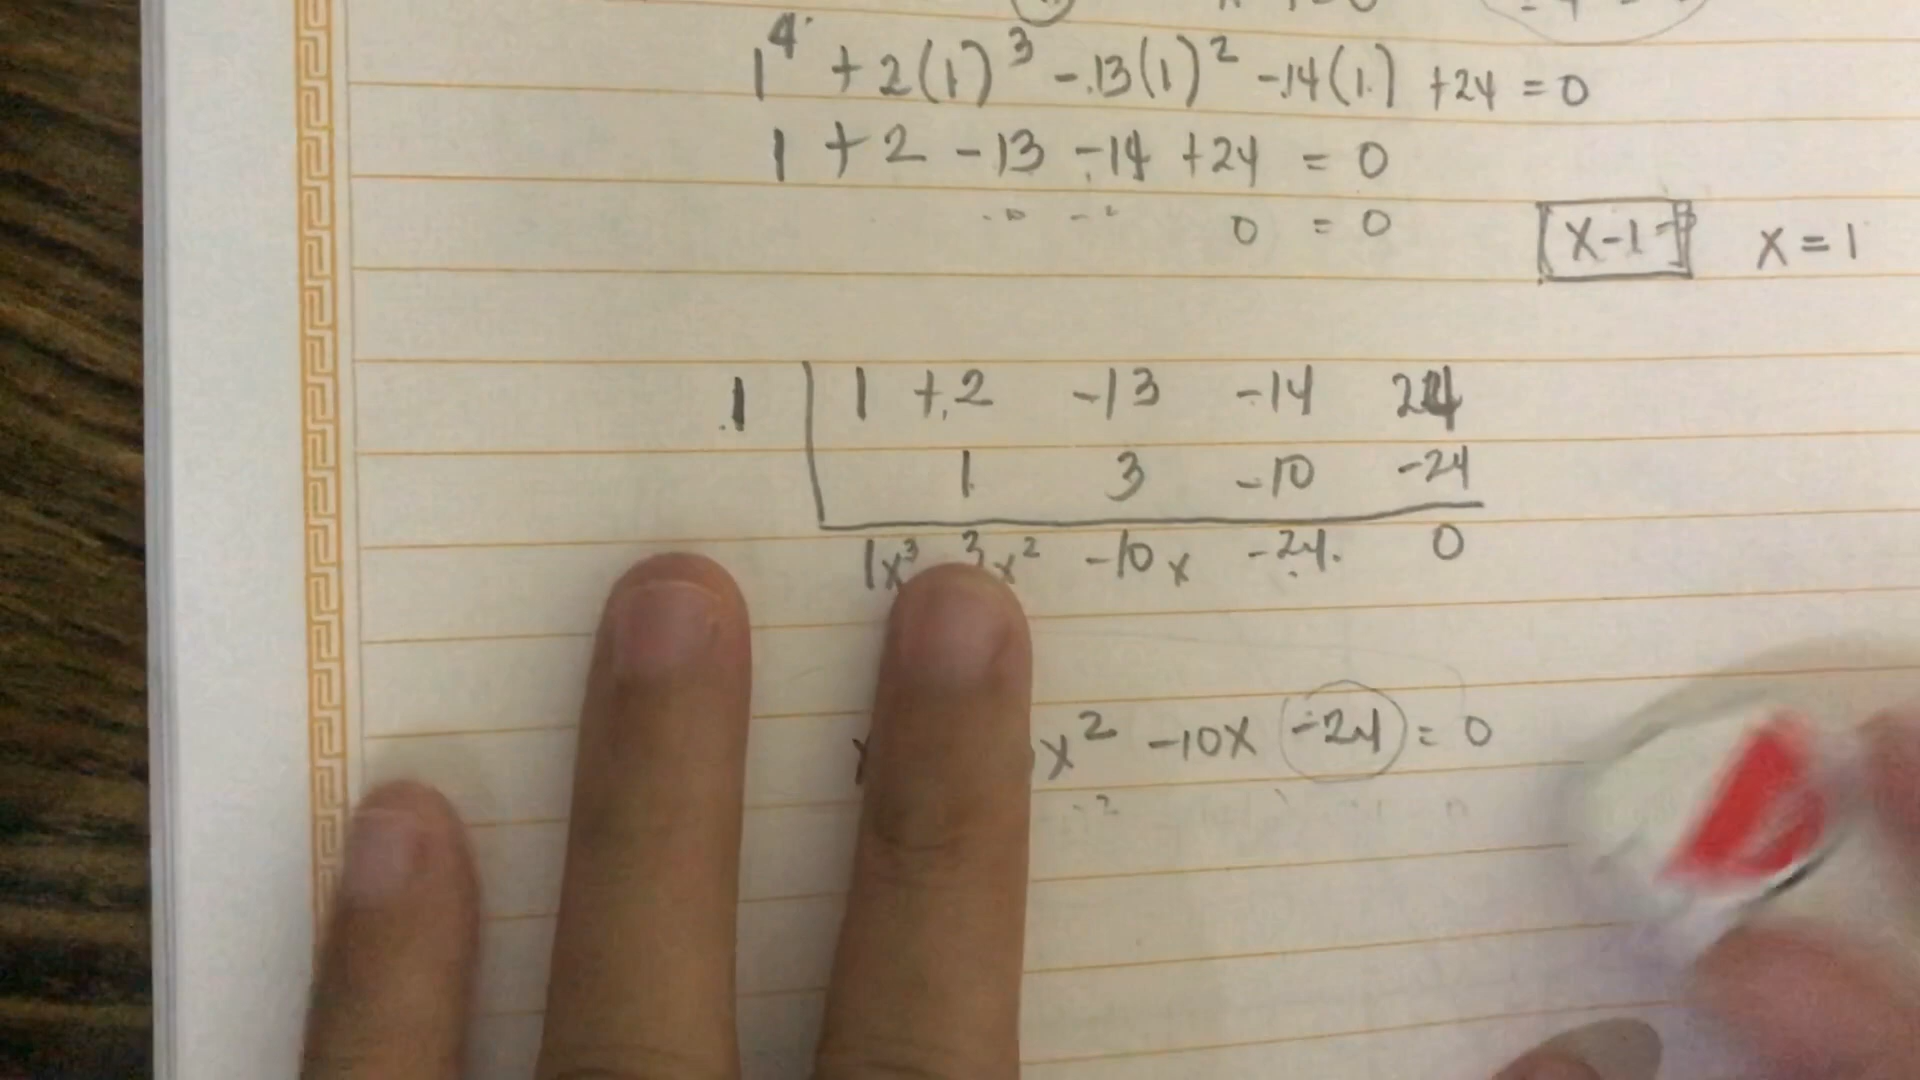 1⁴ + 2(1)³ -13(1)² -14(1) +24 = 0
1 + 2 -13 -14 +24 = 0
0 = 0
x-1 x = 1
1 1 +2 -13 -14 24
1 3 -10 -24
1x³ 3x² -10x -24 0
x² -10x -24 = 0